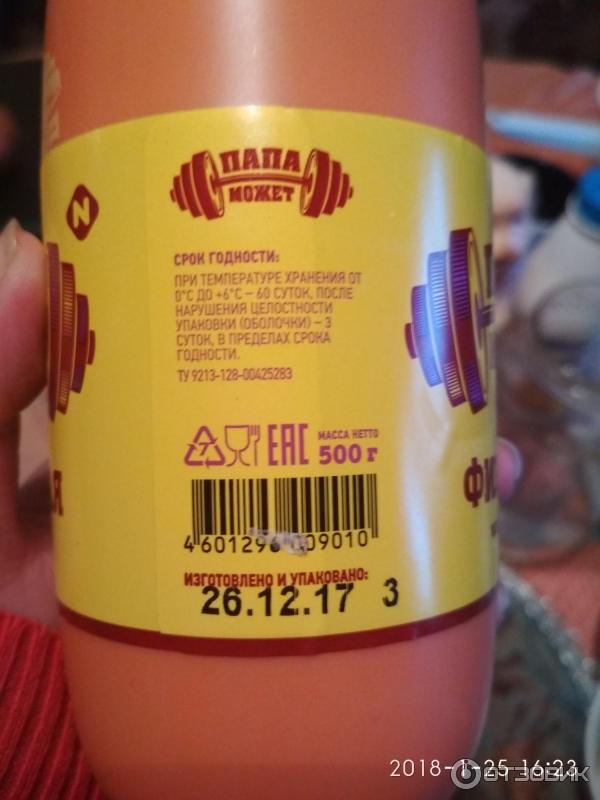 ПАПА
МОЖЕТ
N
СРОК ГОДНОСТИ:
ПРИ ТЕМПЕРАТУРЕ ХРАНЕНИЯ ОТ
0°С ДО +6°С – 60 СУТОК, ПОСЛЕ
НАРУШЕНИЯ ЦЕЛОСТНОСТИ
УПАКОВКИ (ОБОЛОЧКИ) – 3
СУТОК, В ПРЕДЕЛАХ СРОКА
ГОДНОСТИ.
ТУ 9213-128-00425283
7 EAC МАССА НЕТТО
500 г
ИЗГОТОВЛЕНО И УПАКОВАНО:
26.12.17 3
2018-1-25 16:23
ОТЗОВИК